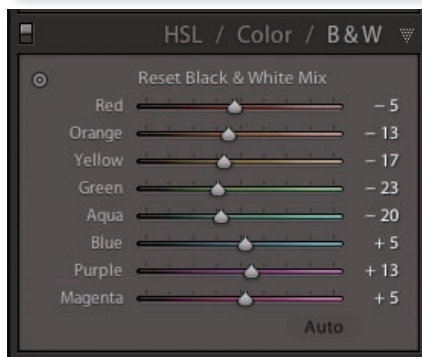 HSL / Color / B & W
Reset Black & White Mix
Red − 5
Orange − 13
Yellow − 17
Green − 23
Aqua − 20
Blue + 5
Purple + 13
Magenta + 5
Auto